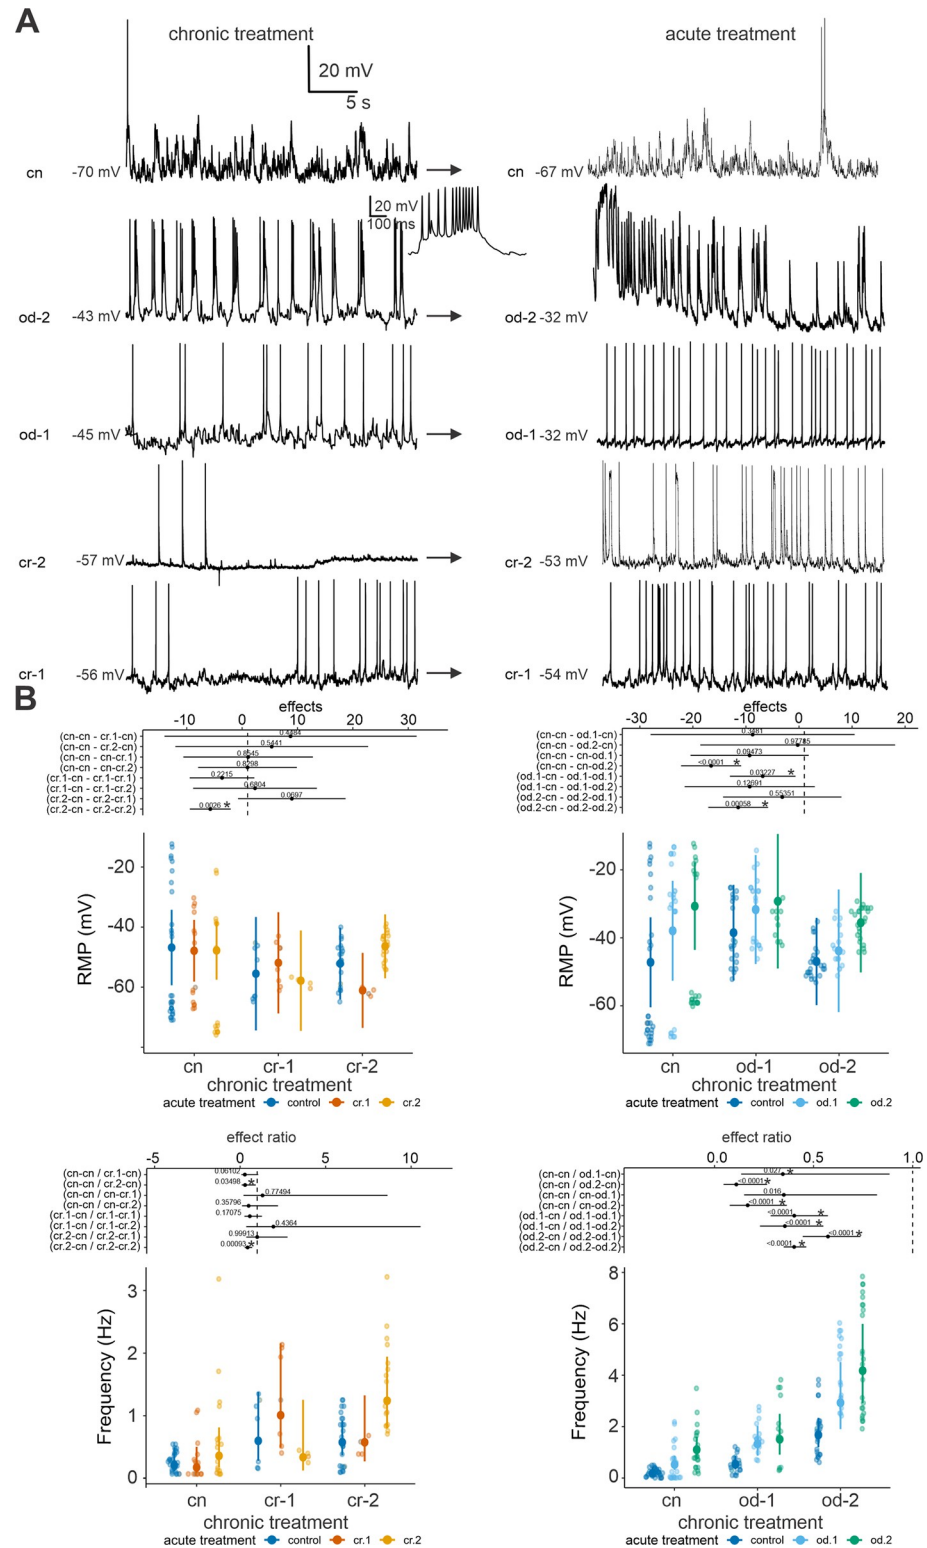 A
chronic treatment
acute treatment
20 mV
5 s
cn
-70 mV
cn -67 mV
20 mV
100 ms
od-2
-43 mV
od-2 -32 mV
od-1
-45 mV
od-1 -32 mV
cr-2
-57 mV
cr-2 -53 mV
cr-1
-56 mV
cr-1 -54 mV
B
effects
-10 0 10 20 30
(cn-cn - cr.1-cn)
0.4484
(cn-cn - cr.2-cn)
0.5441
(cn-cn - cn-cr.1)
0.8545
(cn-cn - cn-cr.2)
0.8298
(cr.1-cn - cr.1-cr.1)
0.2215
(cr.1-cn - cr.1-cr.2)
0.6804
(cr.2-cn - cr.2-cr.1)
0.0697
(cr.2-cn - cr.2-cr.2)
0.0026 *
effects
-30 -20 -10 0 10 20
(cn-cn - od.1-cn)
0.3481
(cn-cn - od.2-cn)
0.97785
(cn-cn - cn-od.1)
0.09473
(cn-cn - cn-od.2)
<0.0001 *
(od.1-cn - od.1-od.1)
0.03227 *
(od.1-cn - od.1-od.2)
0.12691
(od.2-cn - od.2-od.1)
0.55351
(od.2-cn - od.2-od.2)
0.00058 *
RMP (mV)
-20
-40
-60
cn cr-1 cr-2
chronic treatment
acute treatment control cr.1 cr.2
RMP (mV)
-20
-40
-60
cn od-1 od-2
chronic treatment
acute treatment control od.1 od.2
effect ratio
-5 0 5 10
(cn-cn / cr.1-cn)
0.06102
(cn-cn / cr.2-cn)
0.03498 *
(cn-cn / cn-cr.1)
0.77494
(cn-cn / cn-cr.2)
0.35796
(cr.1-cn / cr.1-cr.1)
0.17075
(cr.1-cn / cr.1-cr.2)
0.4364
(cr.2-cn / cr.2-cr.1)
0.99913
(cr.2-cn / cr.2-cr.2)
0.00093 *
effect ratio
0.0 0.5 1.0
(cn-cn / od.1-cn)
0.027 *
(cn-cn / od.2-cn)
<0.0001 *
(cn-cn / cn-od.1)
0.016
(cn-cn / cn-od.2)
<0.0001 *
(od.1-cn / od.1-od.1)
<0.0001 *
(od.1-cn / od.1-od.2)
<0.0001 *
(od.2-cn / od.2-od.1)
<0.0001 *
(od.2-cn / od.2-od.2)
<0.0001 *
Frequency (Hz)
3
2
1
0
cn cr-1 cr-2
chronic treatment
acute treatment control cr.1 cr.2
Frequency (Hz)
8
6
4
2
0
cn od-1 od-2
chronic treatment
acute treatment control od.1 od.2